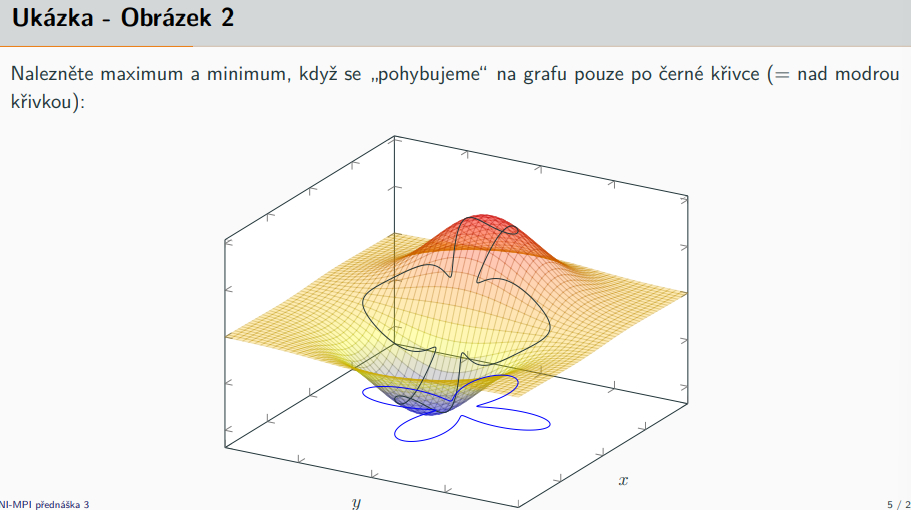 Ukázka - Obrázek 2
Nalezněte maximum a minimum, když se „pohybujeme“ na grafu pouze po černé křivce (= nad modrou
křivkou):
x
y
NI-MPI přednáška 3
5 / 2